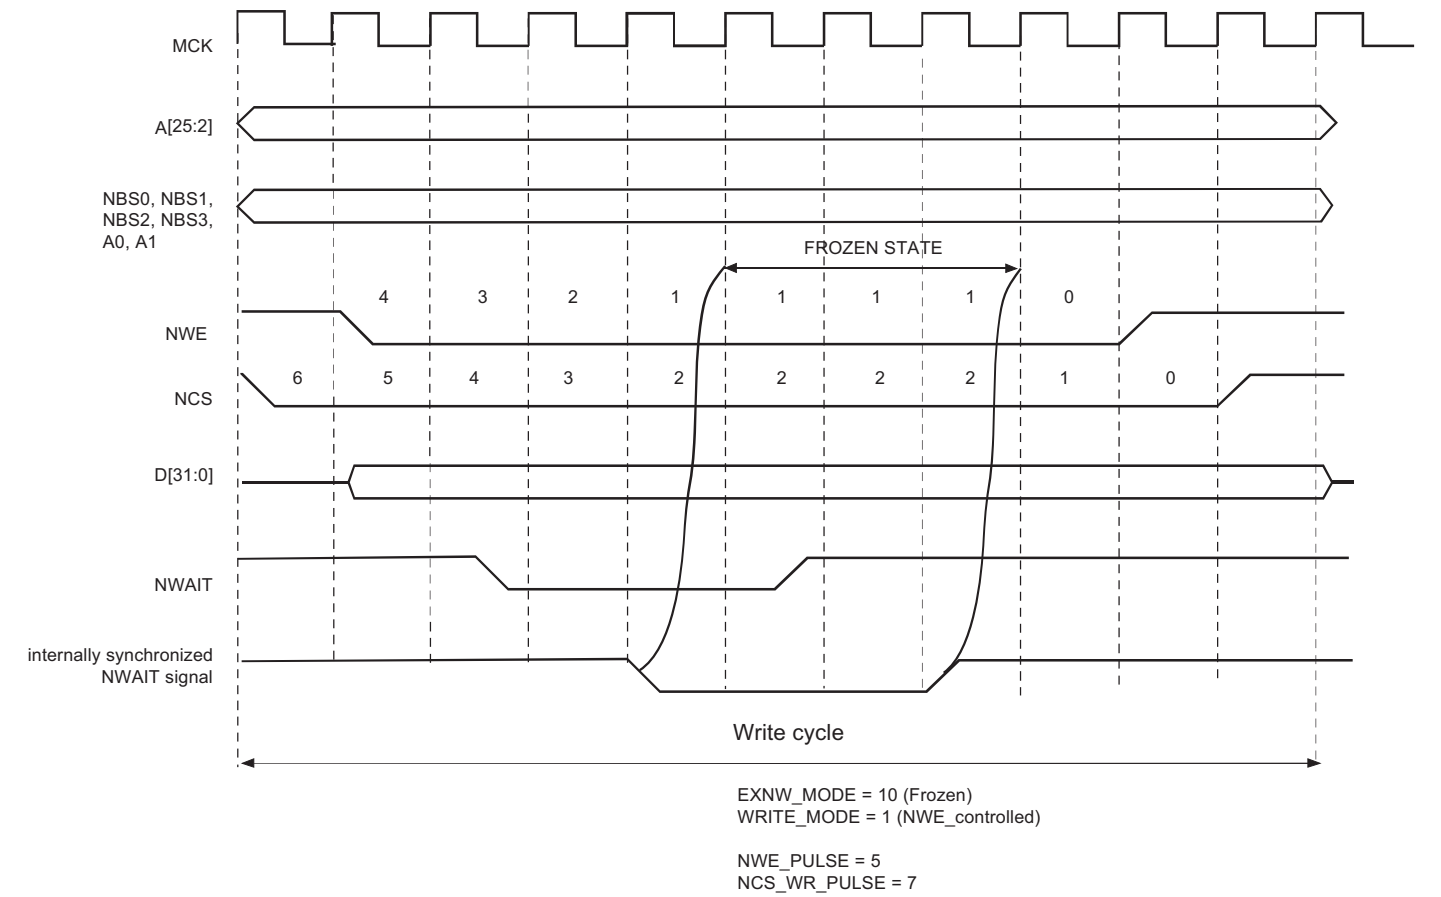 MCK
A[25:2]
NBS0, NBS1,
NBS2, NBS3,
A0, A1
FROZEN STATE
4 3 2 1 1 1 1 0
NWE
6 5 4 3 2 2 2 2 1 0
NCS
D[31:0]
NWAIT
internally synchronized
NWAIT signal
Write cycle
EXNW_MODE = 10 (Frozen)
WRITE_MODE = 1 (NWE_controlled)
NWE_PULSE = 5
NCS_WR_PULSE = 7